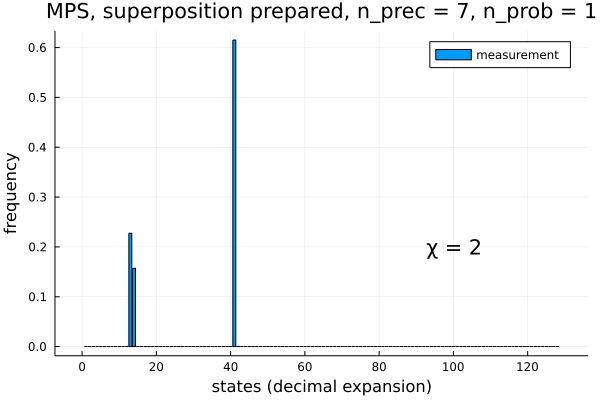 MPS, superposition prepared, n_prec = 7, n_prob = 1
measurement
0.6
0.5
0.4
0.3
0.2
0.1
0.0
frequency
χ = 2
0 20 40 60 80 100 120
states (decimal expansion)